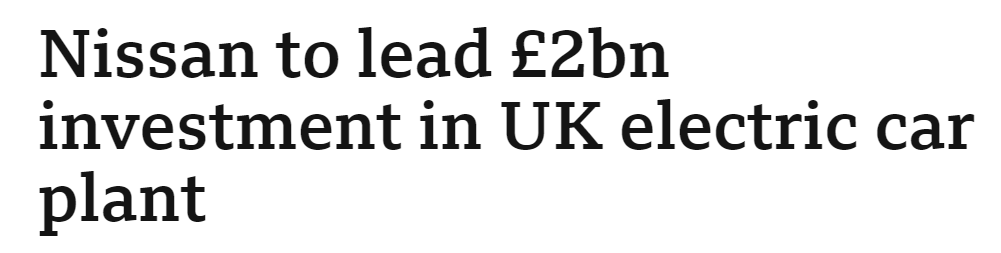 Nissan to lead £2bn
investment in UK electric car
plant